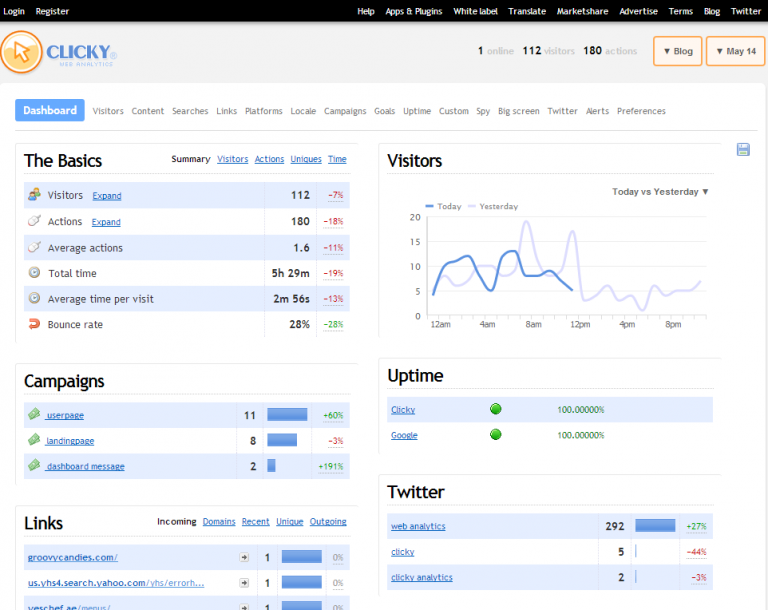 Login Register Help Apps & Plugins White label Translate Marketshare Advertise Terms Blog Twitter
CLICKY®
WEB ANALYTICS
1 online 112 visitors 180 actions
▼ Blog ▼ May 14
Dashboard Visitors Content Searches Links Platforms Locale Campaigns Goals Uptime Custom Spy Big screen Twitter Alerts Preferences
The Basics Summary Visitors Actions Uniques Time
Visitors Expand 112 -7%
Actions Expand 180 -18%
Average actions 1.6 -11%
Total time 5h 29m -19%
Average time per visit 2m 56s -13%
Bounce rate 28% -28%
Campaigns
userpage 11 +60%
landingpage 8 -3%
dashboard message 2 +191%
Links Incoming Domains Recent Unique Outgoing
groovycandies.com/ 1 0%
us.yhs4.search.yahoo.com/yhs/errorh... 1 0%
yeschef.ae/menus/ 1 0%
Visitors
Today vs Yesterday ▼
Today Yesterday
20
15
10
5
0
12am 4am 8am 12pm 4pm 8pm
Uptime
Clicky 100.00000%
Google 100.00000%
Twitter
web analytics 292 +27%
clicky 5 -44%
clicky analytics 2 -3%